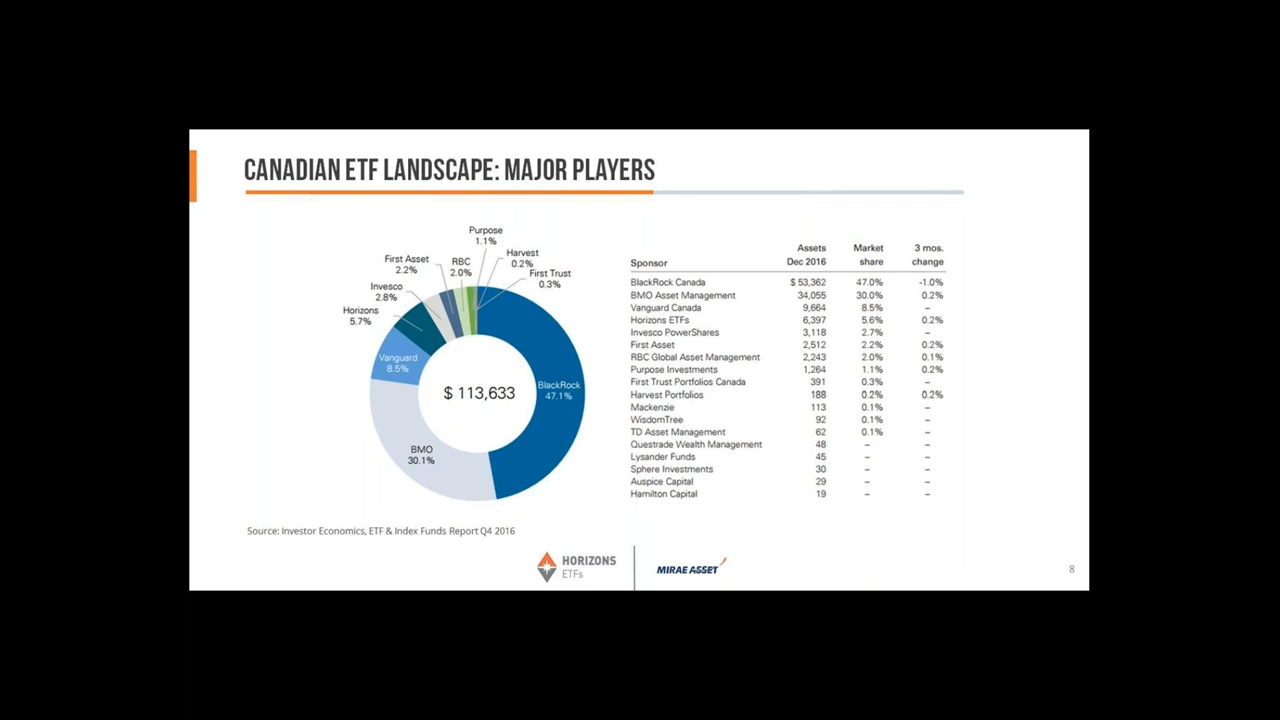 CANADIAN ETF LANDSCAPE: MAJOR PLAYERS
Purpose
1.1%
Harvest
0.2%
First Asset
2.2%
RBC
2.0%
First Trust
0.3%
Invesco
2.8%
Horizons
5.7%
Vanguard
8.5%
BlackRock
47.1%
$ 113,633
BMO
30.1%
Assets Market 3 mos.
Sponsor Dec 2016 share change
BlackRock Canada $ 53,362 47.0% -1.0%
BMO Asset Management 34,055 30.0% 0.2%
Vanguard Canada 9,664 8.5% –
Horizons ETFs 6,397 5.6% 0.2%
Invesco PowerShares 3,118 2.7% –
First Asset 2,512 2.2% 0.2%
RBC Global Asset Management 2,243 2.0% 0.1%
Purpose Investments 1,264 1.1% 0.2%
First Trust Portfolios Canada 391 0.3% –
Harvest Portfolios 188 0.2% 0.2%
Mackenzie 113 0.1% –
WisdomTree 92 0.1% –
TD Asset Management 62 0.1% –
Questrade Wealth Management 48 – –
Lysander Funds 45 – –
Sphere Investments 30 – –
Auspice Capital 29 – –
Hamilton Capital 19 – –
Source: Investor Economics, ETF & Index Funds Report Q4 2016
HORIZONS
ETFs
MIRAE ASSET
8